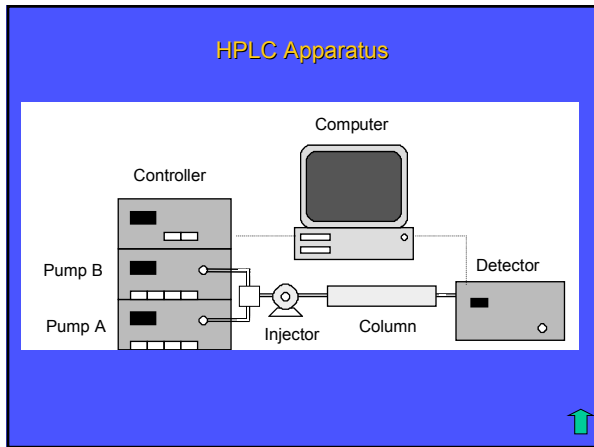 HPLC Apparatus
Computer
Controller
Pump B
Detector
Pump A
Injector
Column